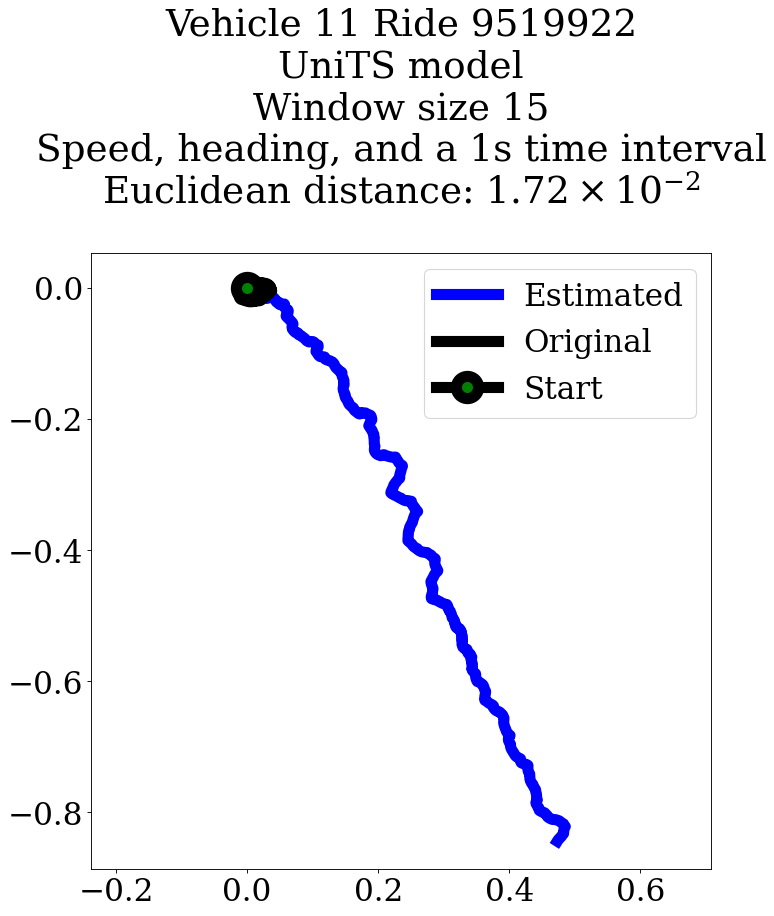 Vehicle 11 Ride 9519922
UniTS model
Window size 15
Speed, heading, and a 1s time interval
Euclidean distance: 1.72 × 10⁻²
Estimated
Original
Start
0.0
−0.2
−0.4
−0.6
−0.8
−0.2 0.0 0.2 0.4 0.6